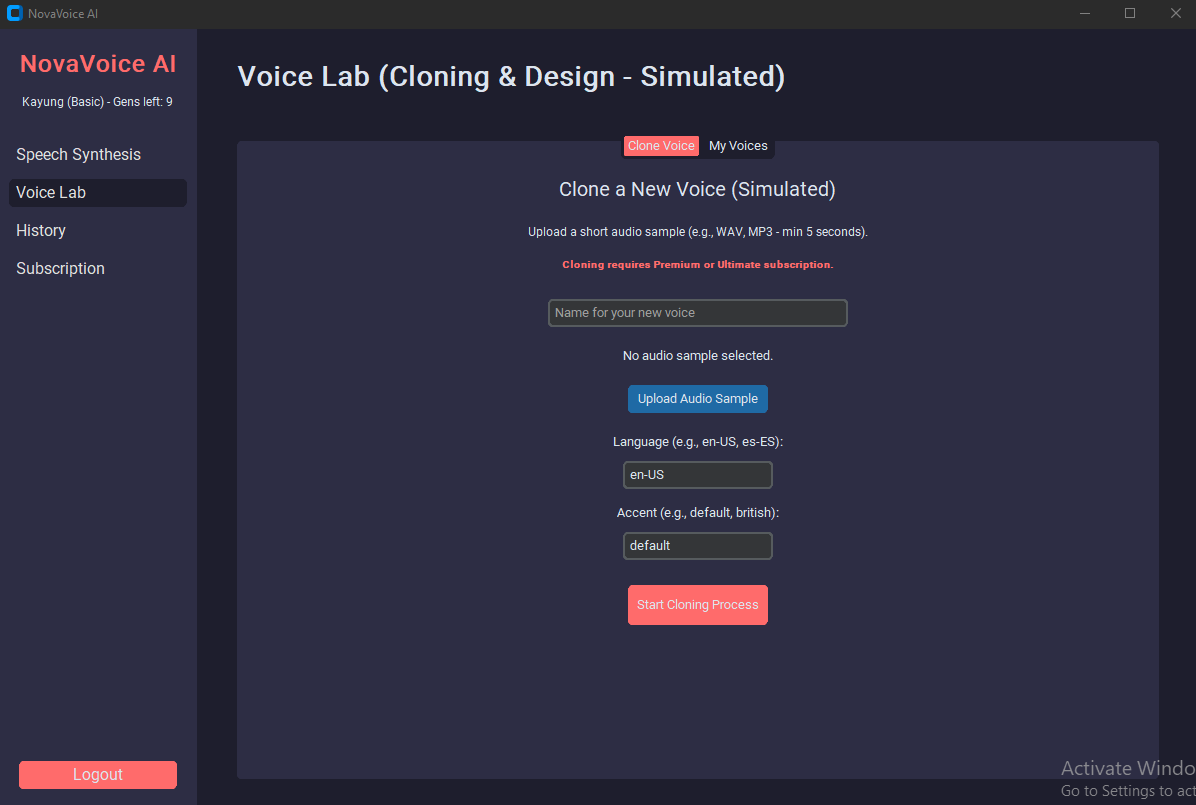 NovaVoice AI
NovaVoice AI
Kayung (Basic) - Gens left: 9
Speech Synthesis
Voice Lab
History
Subscription
Logout
Voice Lab (Cloning & Design - Simulated)
Clone Voice My Voices
Clone a New Voice (Simulated)
Upload a short audio sample (e.g., WAV, MP3 - min 5 seconds).
Cloning requires Premium or Ultimate subscription.
Name for your new voice
No audio sample selected.
Upload Audio Sample
Language (e.g., en-US, es-ES):
en-US
Accent (e.g., default, british):
default
Start Cloning Process
Activate Windo
Go to Settings to act